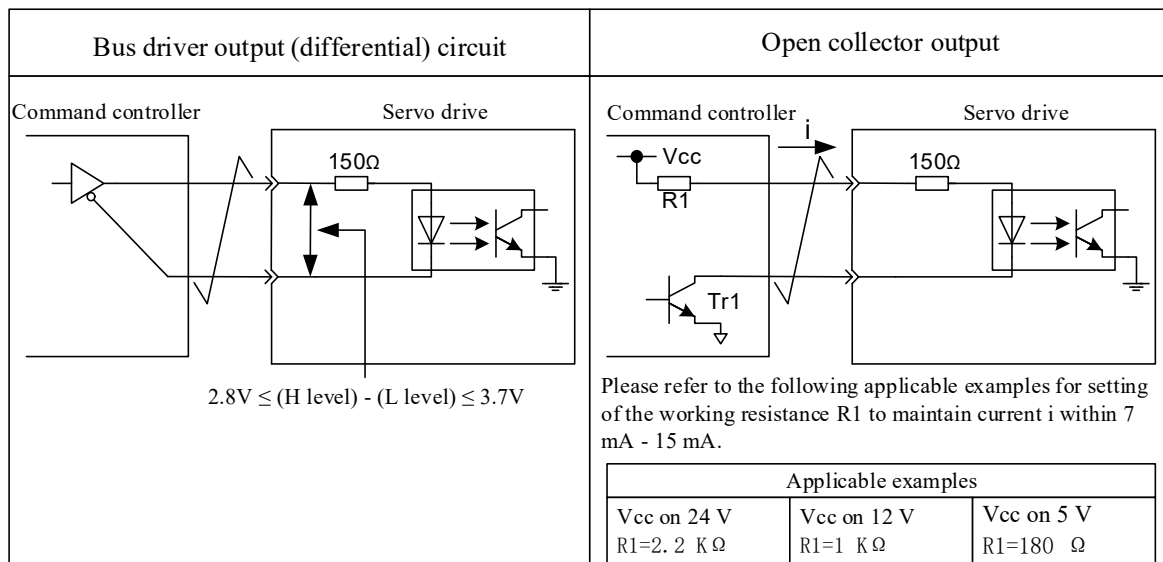 Bus driver output (differential) circuit
Open collector output
Command controller
Servo drive
150Ω
2.8V ≤ (H level) - (L level) ≤ 3.7V
Command controller
Servo drive
i
Vcc
R1
150Ω
Tr1
Please refer to the following applicable examples for setting
of the working resistance R1 to maintain current i within 7
mA - 15 mA.
Applicable examples
Vcc on 24 V
R1=2.2 KΩ
Vcc on 12 V
R1=1 KΩ
Vcc on 5 V
R1=180 Ω